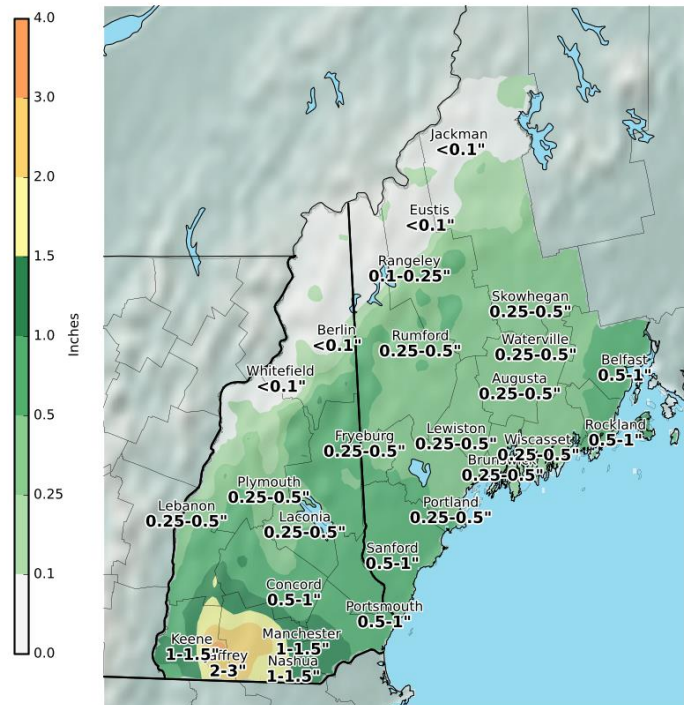 4.0
3.0
2.0
1.5
1.0
0.5
0.25
0.1
0.0
Inches
Jackman
<0.1"
Eustis
<0.1"
Rangeley
0.1-0.25"
Skowhegan
0.25-0.5"
Berlin
<0.1"
Rumford
0.25-0.5"
Waterville
0.25-0.5"
Belfast
0.5-1"
Whitefield
<0.1"
Augusta
0.25-0.5"
Fryeburg
0.25-0.5"
Lewiston
0.25-0.5"
Wiscasset
0.25-0.5"
Rockland
0.5-1"
Brunswick
0.25-0.5"
Plymouth
0.25-0.5"
Lebanon
0.25-0.5"
Laconia
0.25-0.5"
Portland
0.25-0.5"
Sanford
0.5-1"
Concord
0.5-1"
Portsmouth
0.5-1"
Keene
1-1.5"
Jaffrey
2-3"
Manchester
1-1.5"
Nashua
1-1.5"